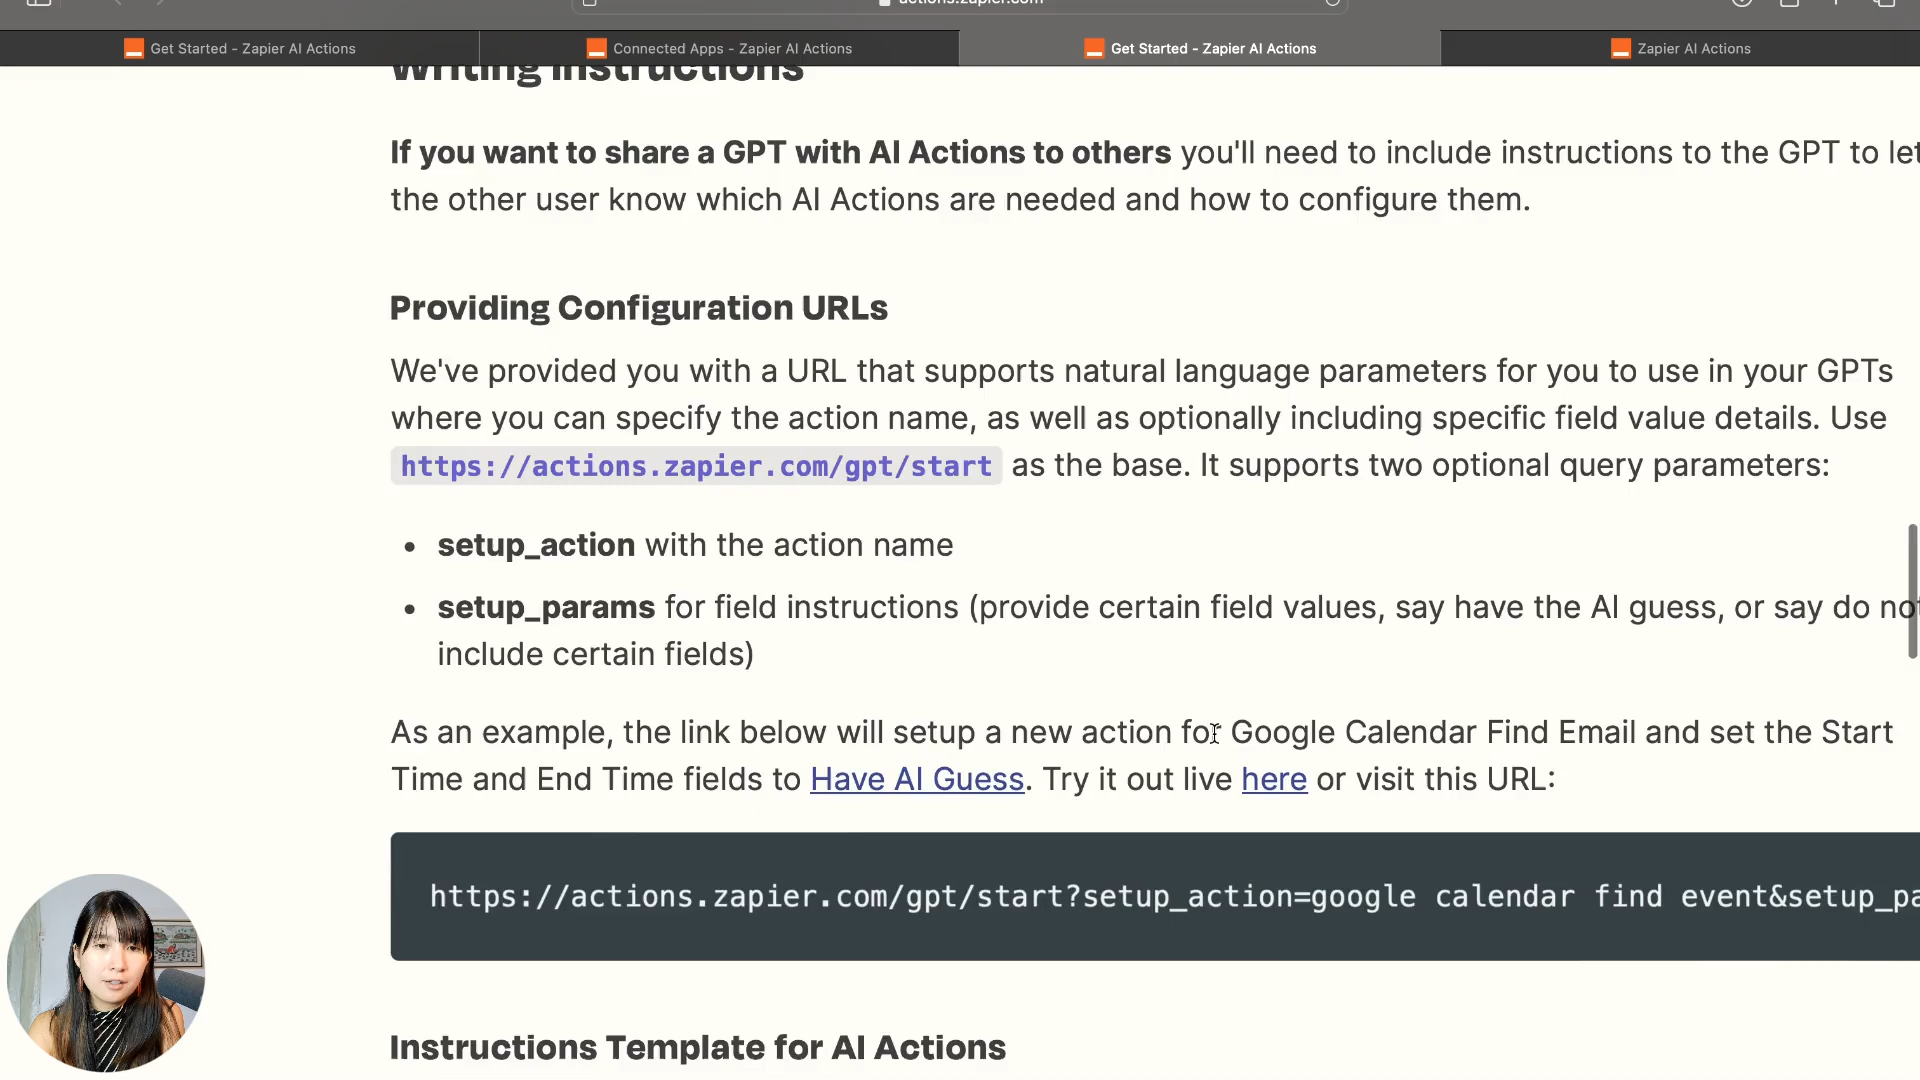 actions.zapier.com
Get Started - Zapier AI Actions
Connected Apps - Zapier AI Actions
Get Started - Zapier AI Actions
Zapier AI Actions
Writing Instructions
If you want to share a GPT with AI Actions to others you'll need to include instructions to the GPT to let
the other user know which AI Actions are needed and how to configure them.
Providing Configuration URLs
We've provided you with a URL that supports natural language parameters for you to use in your GPTs
where you can specify the action name, as well as optionally including specific field value details. Use
https://actions.zapier.com/gpt/start as the base. It supports two optional query parameters:
• setup_action with the action name
• setup_params for field instructions (provide certain field values, say have the AI guess, or say do not
include certain fields)
As an example, the link below will setup a new action for Google Calendar Find Email and set the Start
Time and End Time fields to Have AI Guess. Try it out live here or visit this URL:
https://actions.zapier.com/gpt/start?setup_action=google calendar find event&setup_pa
Instructions Template for AI Actions